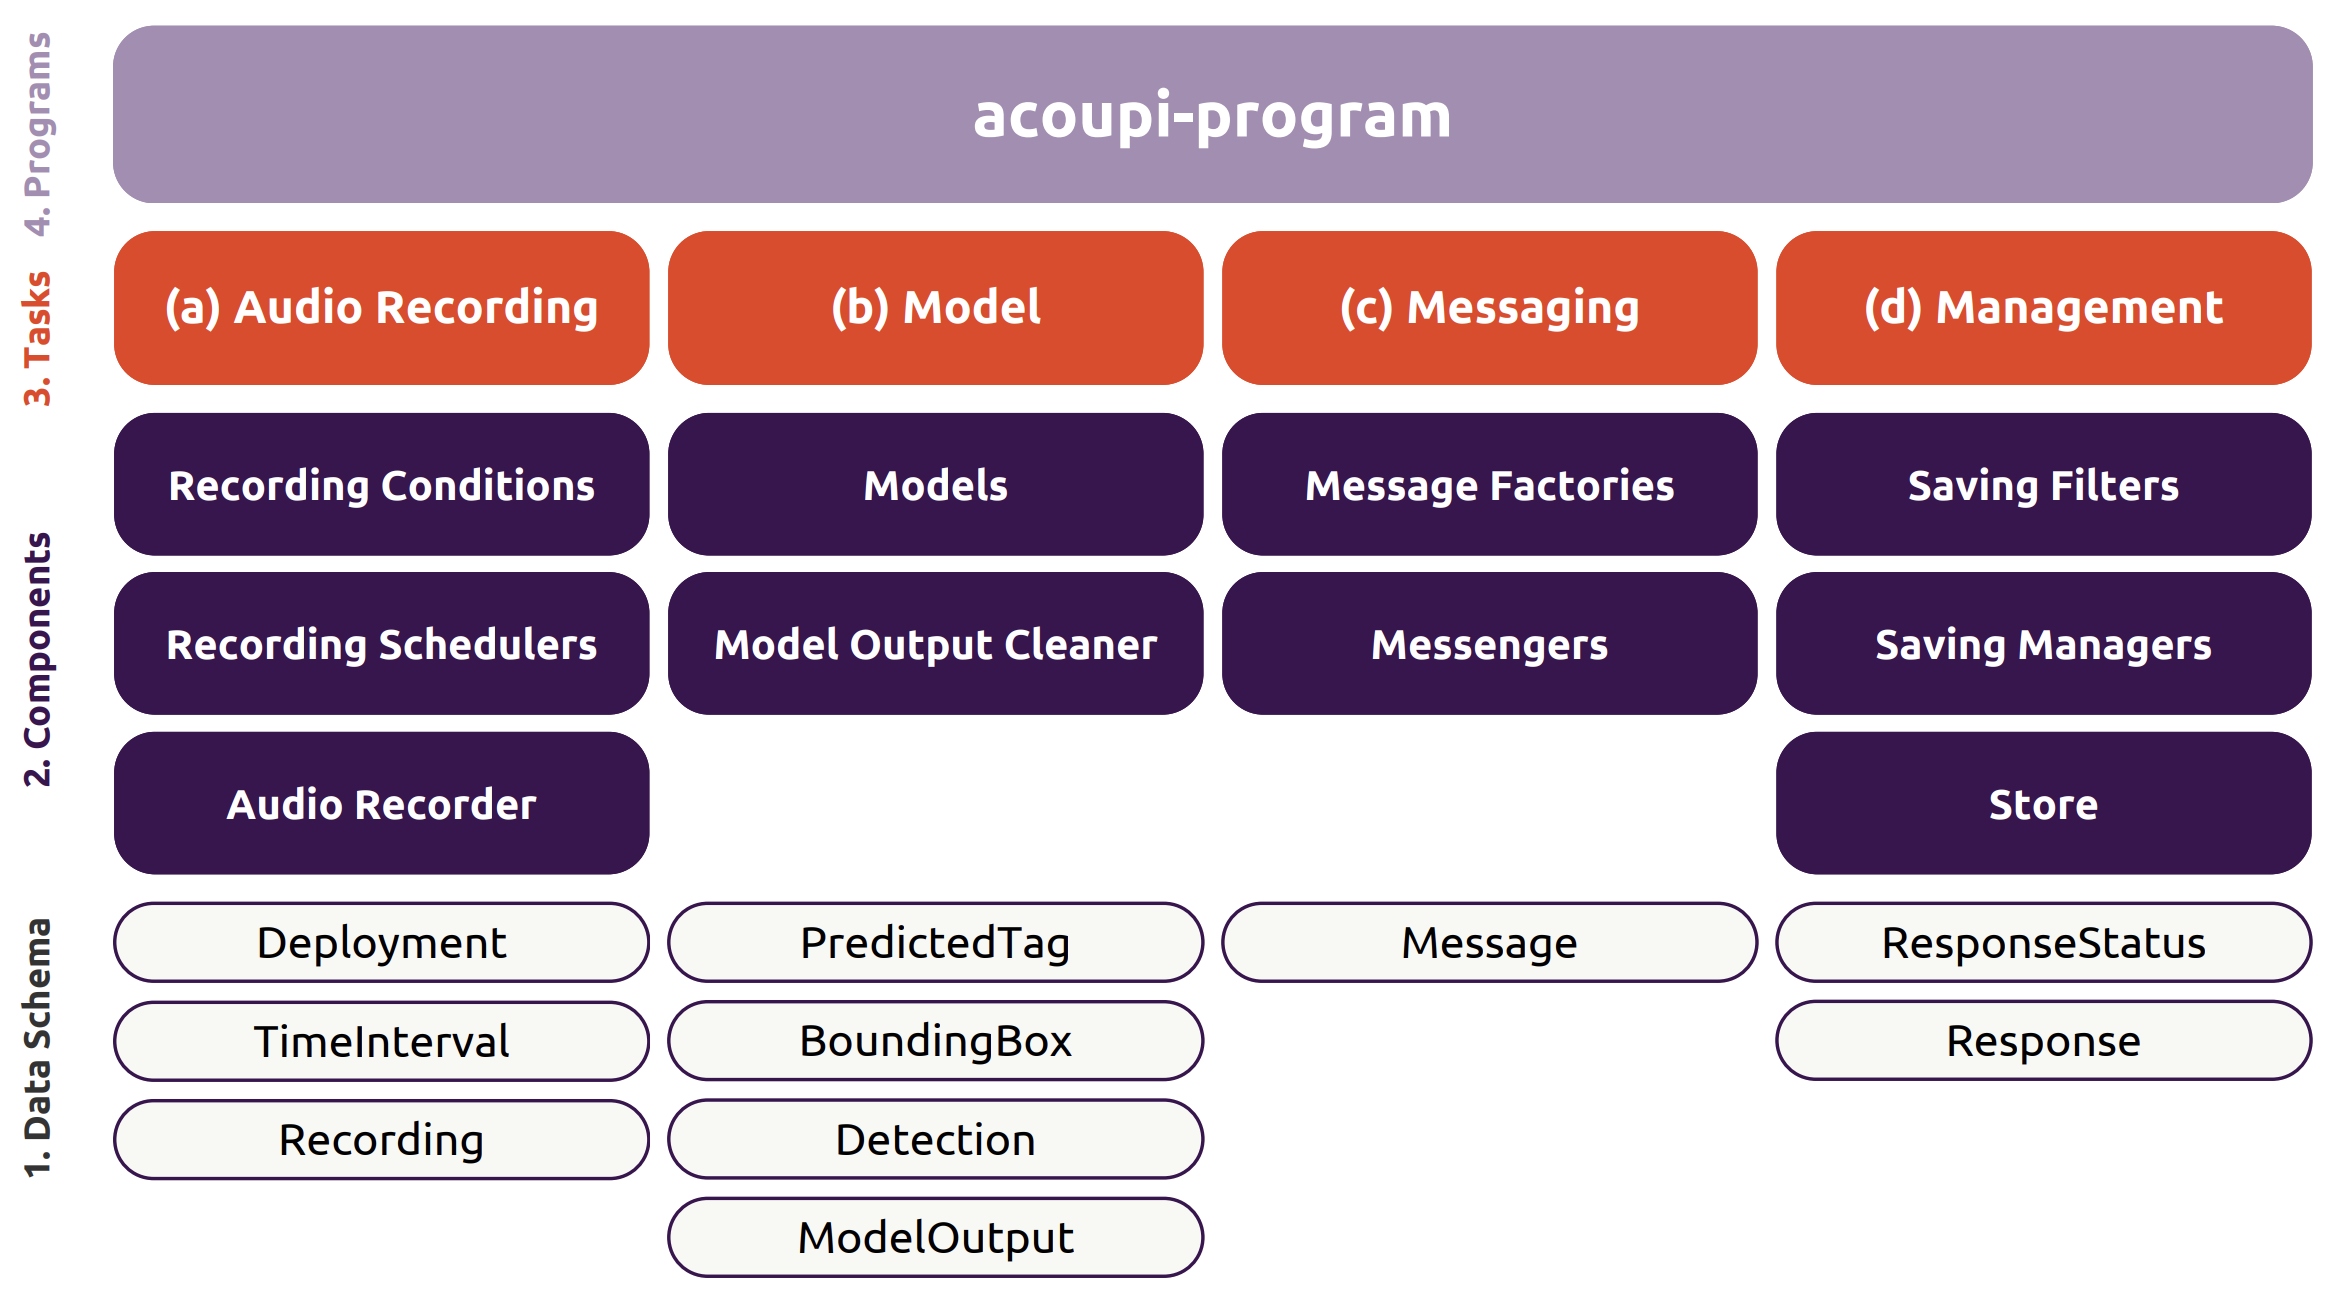 4. Programs
acoupi-program
3. Tasks
(a) Audio Recording
(b) Model
(c) Messaging
(d) Management
2. Components
Recording Conditions
Models
Message Factories
Saving Filters
Recording Schedulers
Model Output Cleaner
Messengers
Saving Managers
Audio Recorder
Store
1. Data Schema
Deployment
PredictedTag
Message
ResponseStatus
TimeInterval
BoundingBox
Response
Recording
Detection
ModelOutput